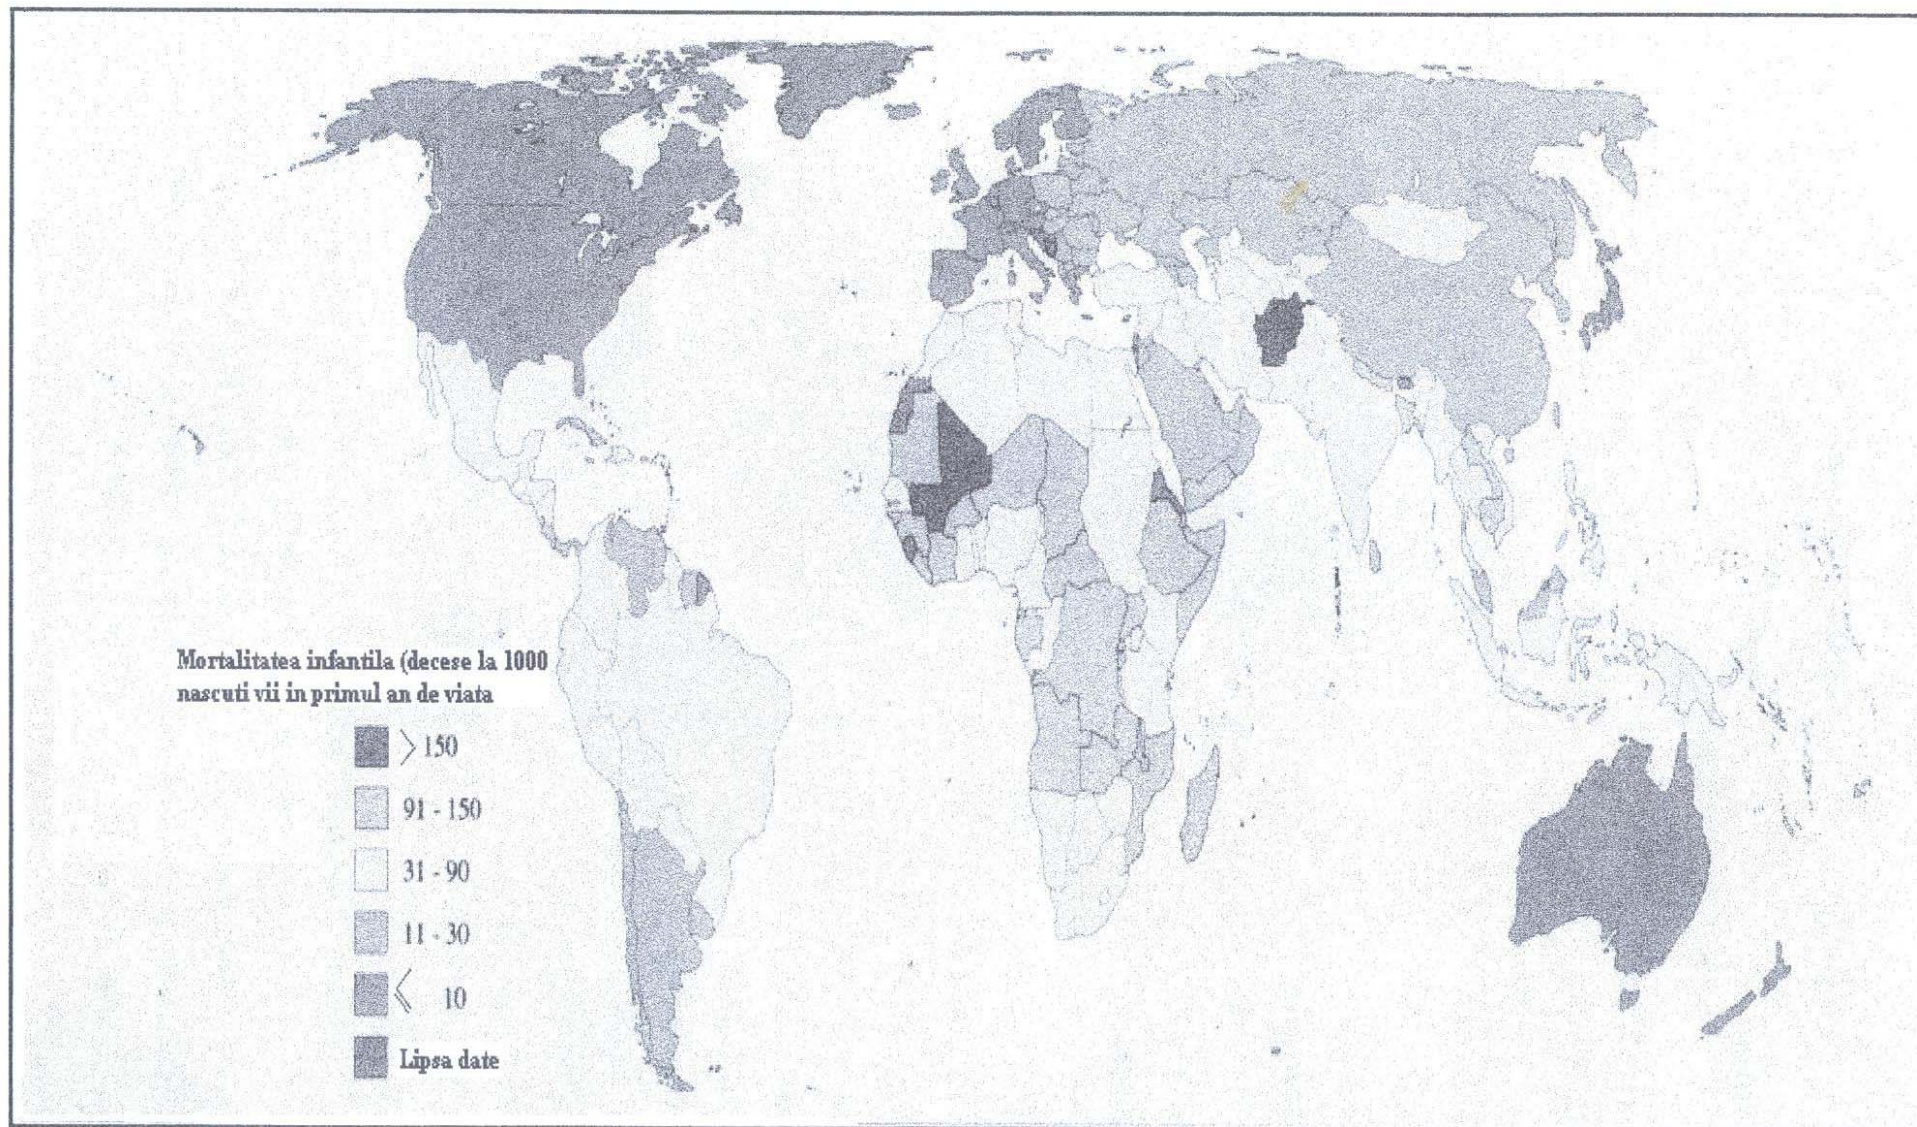 Mortalitatea infantila (decese la 1000
nascuti vii in primul an de viata
> 150
91 - 150
31 - 90
11 - 30
≤ 10
Lipsa date